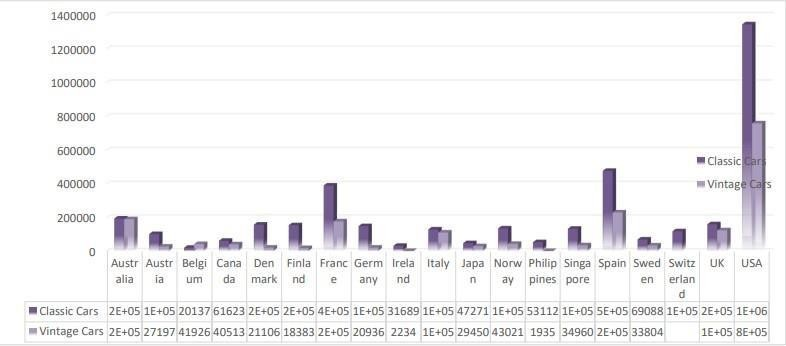 1400000
1200000
1000000
800000
600000
400000
200000
0
Classic Cars
Vintage Cars
Austr alia Austr ia Belgi um Cana da Den mark Finla nd Franc e Germ any Irela nd Italy Japa n Norw ay Philip pines Singa pore Spain Swed en Switz erlan d UK USA
Classic Cars 2E+05 1E+05 20137 61623 2E+05 2E+05 4E+05 1E+05 31689 1E+05 47271 1E+05 53112 1E+05 5E+05 69088 1E+05 2E+05 1E+06
Vintage Cars 2E+05 27197 41926 40513 21106 18383 2E+05 20936 2234 1E+05 29450 43021 1935 34960 2E+05 33804 1E+05 8E+05